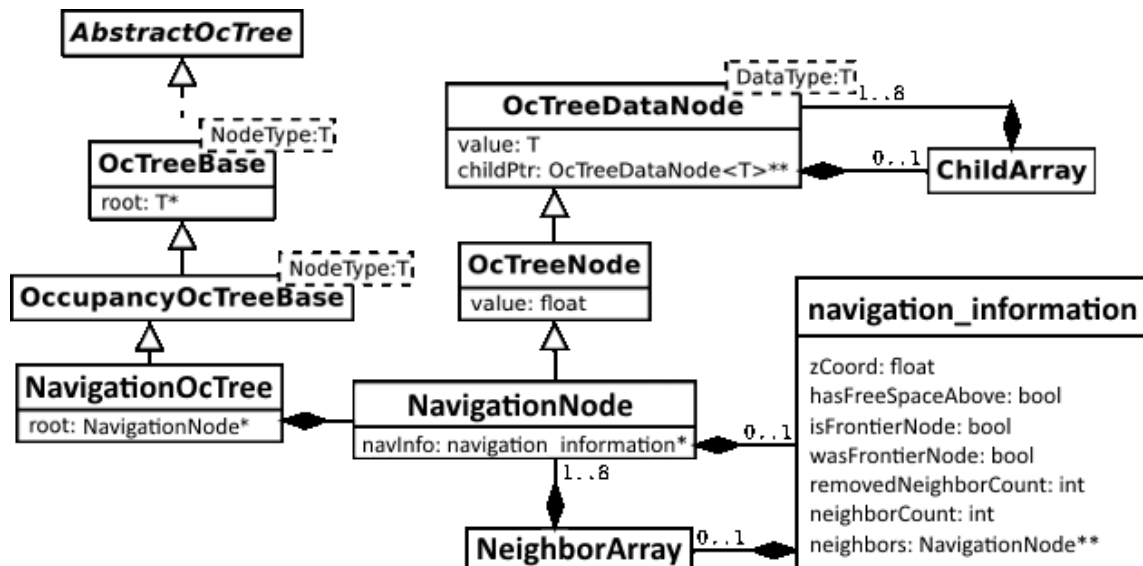 AbstractOcTree
NodeType:T
OcTreeBase
root: T*
NodeType:T
OccupancyOcTreeBase
NavigationOcTree
root: NavigationNode*
DataType:T
OcTreeDataNode
value: T
childPtr: OcTreeDataNode<T>**
1..8
0..1
ChildArray
OcTreeNode
value: float
NavigationNode
navInfo: navigation_information*
0..1
1..8
NeighborArray
0..1
navigation_information
zCoord: float
hasFreeSpaceAbove: bool
isFrontierNode: bool
wasFrontierNode: bool
removedNeighborCount: int
neighborCount: int
neighbors: NavigationNode**